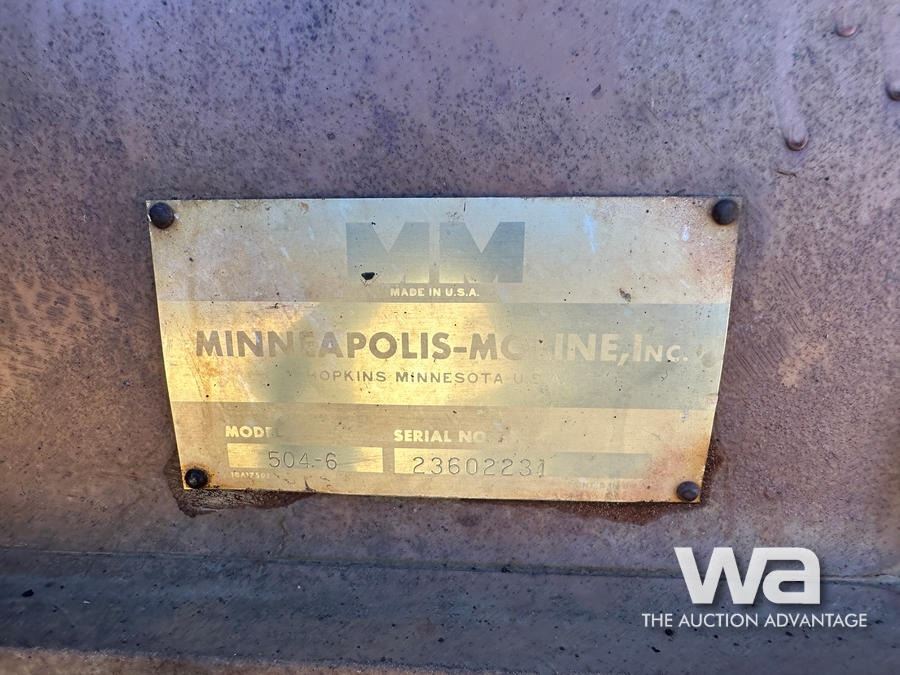 MM
MADE IN U.S.A.
MINNEAPOLIS-MOLINE, INC.
HOPKINS MINNESOTA U.S.A.
MODEL SERIAL NO.
504-6 23602231
wa
THE AUCTION ADVANTAGE